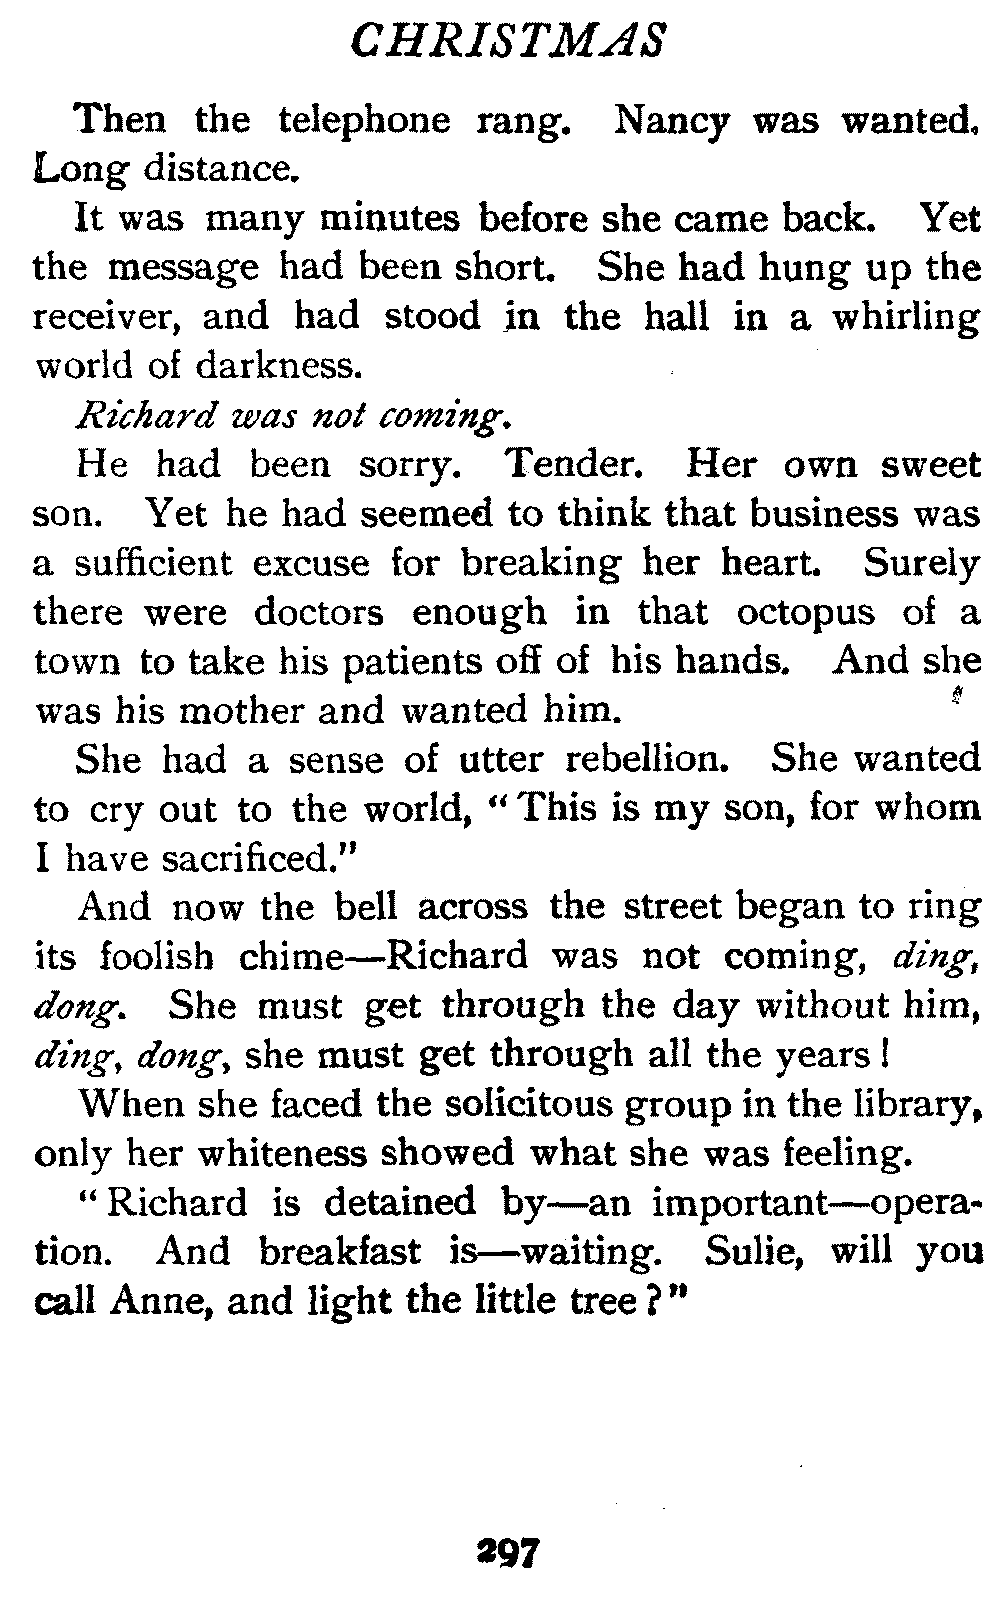 CHRISTMAS
Then the telephone rang. Nancy was wanted.
Long distance.
It was many minutes before she came back. Yet
the message had been short. She had hung up the
receiver, and had stood in the hall in a whirling
world of darkness.
Richard was not coming.
He had been sorry. Tender. Her own sweet
son. Yet he had seemed to think that business was
a sufficient excuse for breaking her heart. Surely
there were doctors enough in that octopus of a
town to take his patients off of his hands. And she
was his mother and wanted him.
She had a sense of utter rebellion. She wanted
to cry out to the world, “This is my son, for whom
I have sacrificed.”
And now the bell across the street began to ring
its foolish chime—Richard was not coming, ding,
dong. She must get through the day without him,
ding, dong, she must get through all the years!
When she faced the solicitous group in the library,
only her whiteness showed what she was feeling.
“Richard is detained by—an important—opera-
tion. And breakfast is—waiting. Sulie, will you
call Anne, and light the little tree?”
297